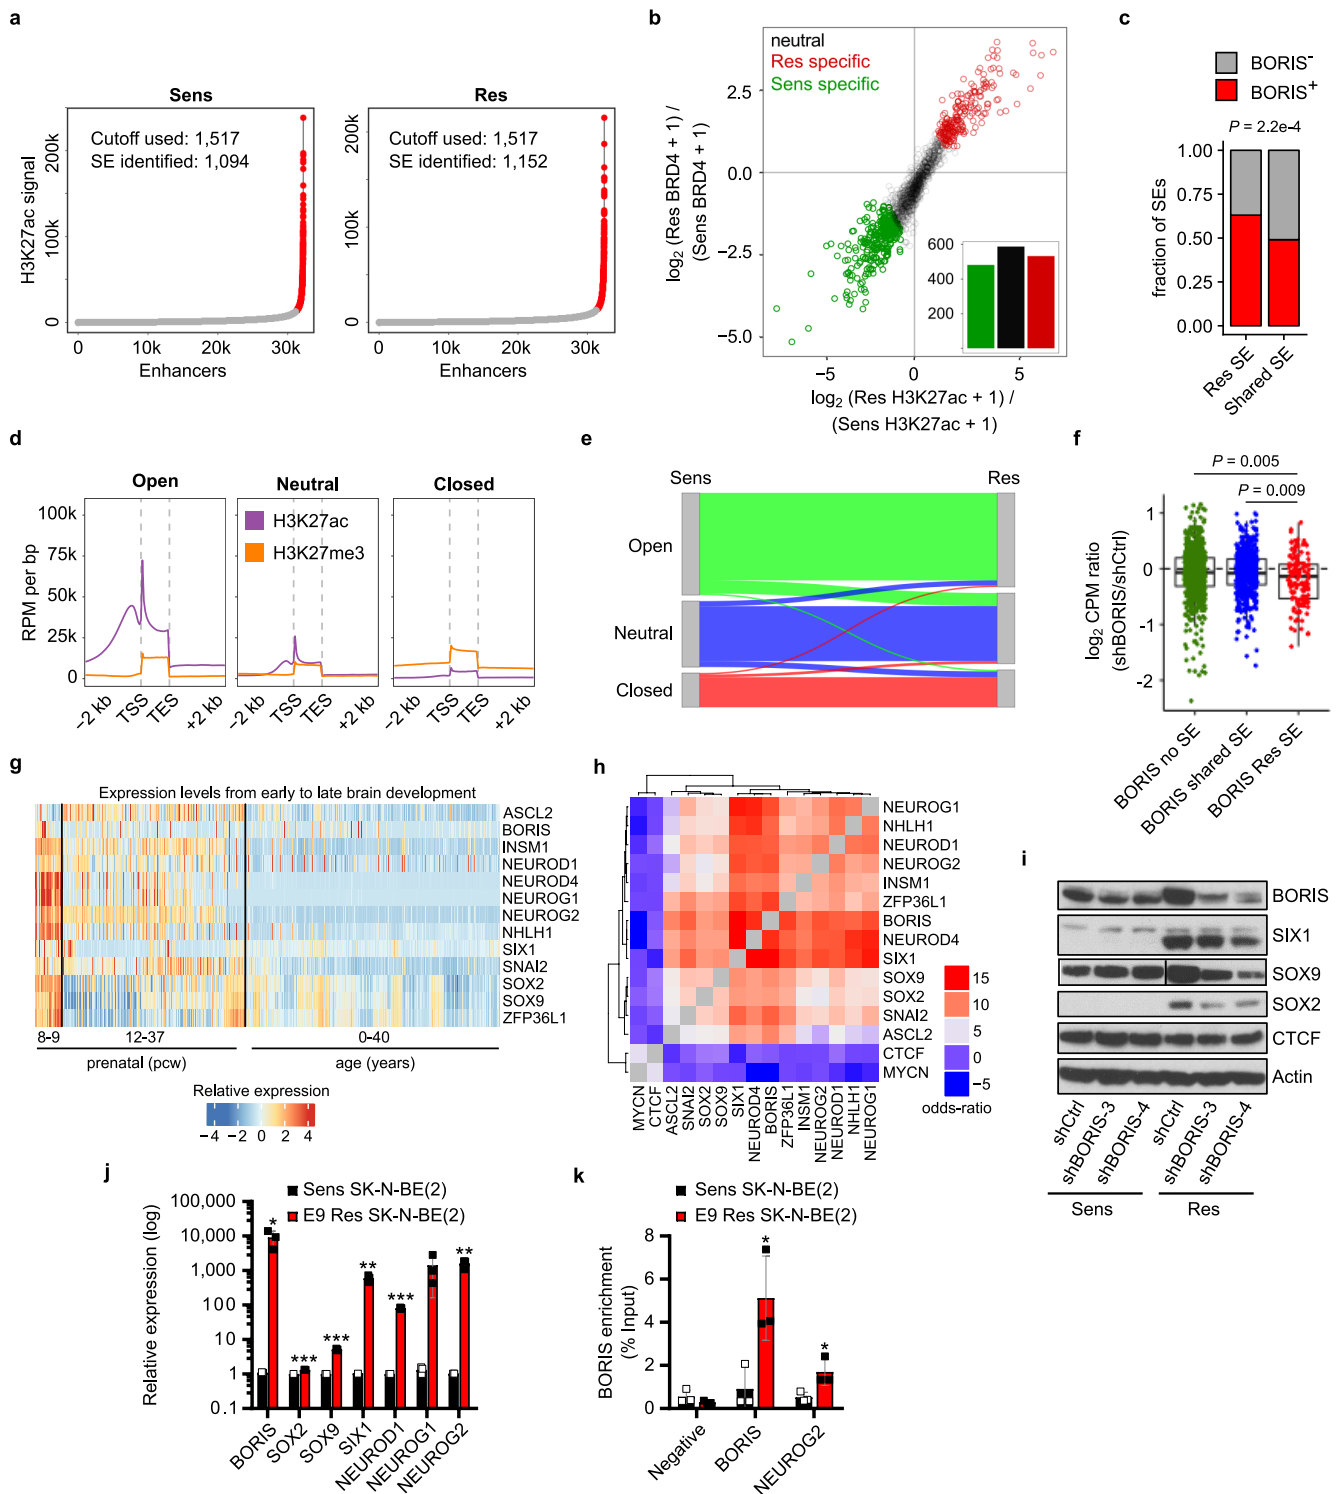 a
Sens
Cutoff used: 1,517
SE identified: 1,094
H3K27ac signal
0
100k
200k
0
10k
20k
30k
Enhancers
Res
Cutoff used: 1,517
SE identified: 1,152
0
100k
200k
0
10k
20k
30k
Enhancers
b
neutral
Res specific
Sens specific
log2 (Res BRD4 + 1) /
(Sens BRD4 + 1)
2.5
0.0
−2.5
−5.0
600
400
200
−5
0
5
log2 (Res H3K27ac + 1) /
(Sens H3K27ac + 1)
c
BORIS-
BORIS+
P = 2.2e-4
fraction of SEs
1.00
0.75
0.50
0.25
0.00
Res SE
Shared SE
d
Open
Neutral
Closed
H3K27ac
H3K27me3
RPM per bp
100k
75k
50k
25k
0
−2 kb
TSS
TES
+2 kb
−2 kb
TSS
TES
+2 kb
−2 kb
TSS
TES
+2 kb
e
Sens
Res
Open
Neutral
Closed
f
P = 0.005
P = 0.009
log2 CPM ratio
(shBORIS/shCtrl)
1
0
-1
-2
BORIS no SE
BORIS shared SE
BORIS Res SE
g
Expression levels from early to late brain development
ASCL2
BORIS
INSM1
NEUROD1
NEUROD4
NEUROG1
NEUROG2
NHLH1
SIX1
SNAI2
SOX2
SOX9
ZFP36L1
8-9
12-37
0-40
prenatal (pcw)
age (years)
Relative expression
−4
−2
0
2
4
h
NEUROG1
NHLH1
NEUROD1
NEUROG2
INSM1
ZFP36L1
BORIS
NEUROD4
SIX1
SOX9
SOX2
SNAI2
ASCL2
CTCF
MYCN
MYCN
CTCF
ASCL2
SNAI2
SOX2
SOX9
SIX1
NEUROD4
BORIS
ZFP36L1
INSM1
NEUROG2
NEUROD1
NHLH1
NEUROG1
15
10
5
0
−5
odds-ratio
i
BORIS
SIX1
SOX9
SOX2
CTCF
Actin
shCtrl
shBORIS-3
shBORIS-4
shCtrl
shBORIS-3
shBORIS-4
Sens
Res
j
Sens SK-N-BE(2)
E9 Res SK-N-BE(2)
Relative expression (log)
100,000
10,000
1,000
100
10
1
0.1
*
***
***
**
***
**
BORIS
SOX2
SOX9
SIX1
NEUROD1
NEUROG1
NEUROG2
k
Sens SK-N-BE(2)
E9 Res SK-N-BE(2)
BORIS enrichment
(% Input)
8
6
4
2
0
*
*
Negative
BORIS
NEUROG2